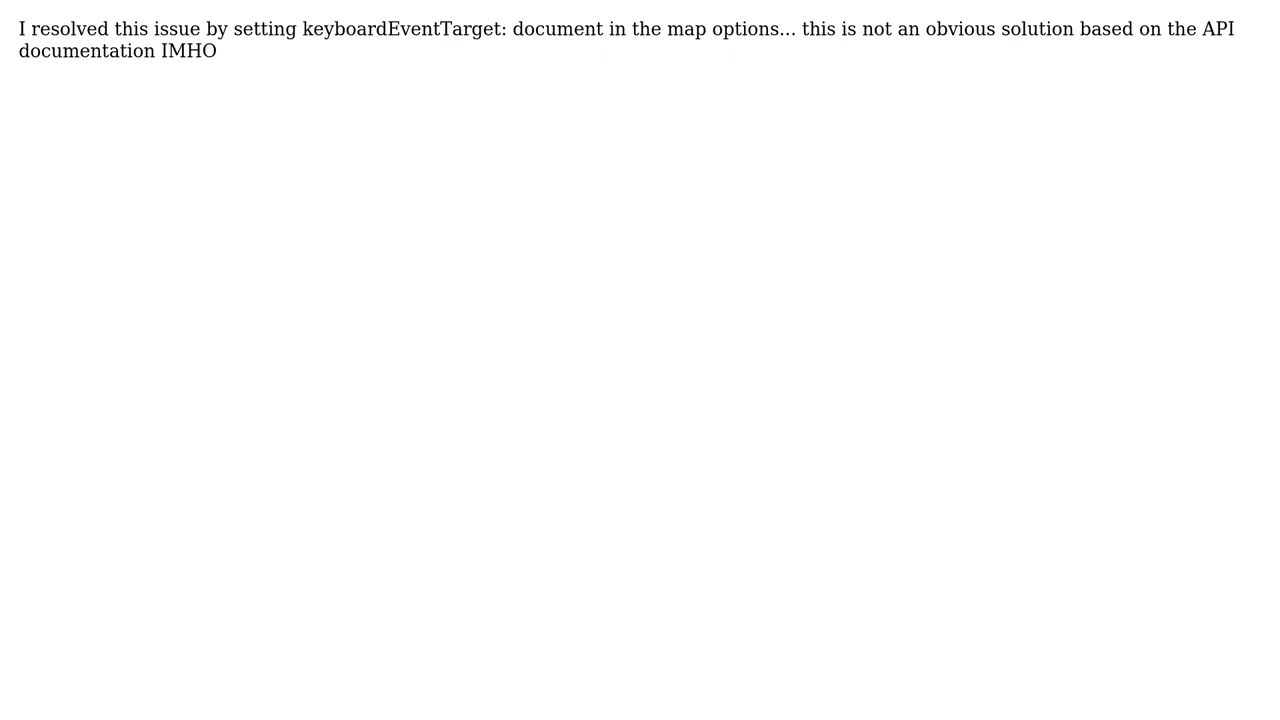 I resolved this issue by setting keyboardEventTarget: document in the map options... this is not an obvious solution based on the API
documentation IMHO